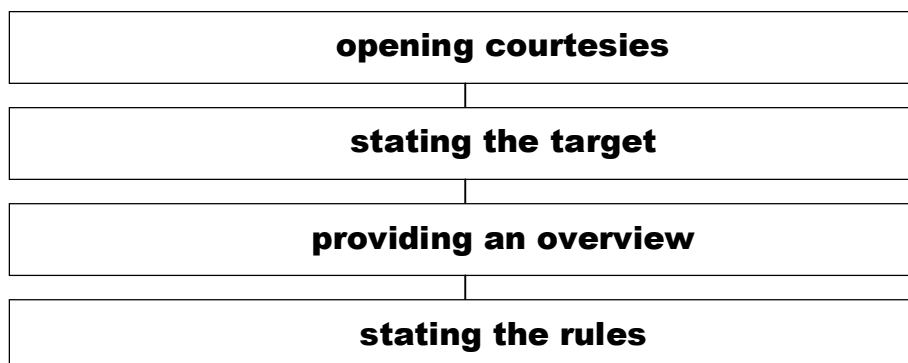 opening courtesies
stating the target
providing an overview
stating the rules